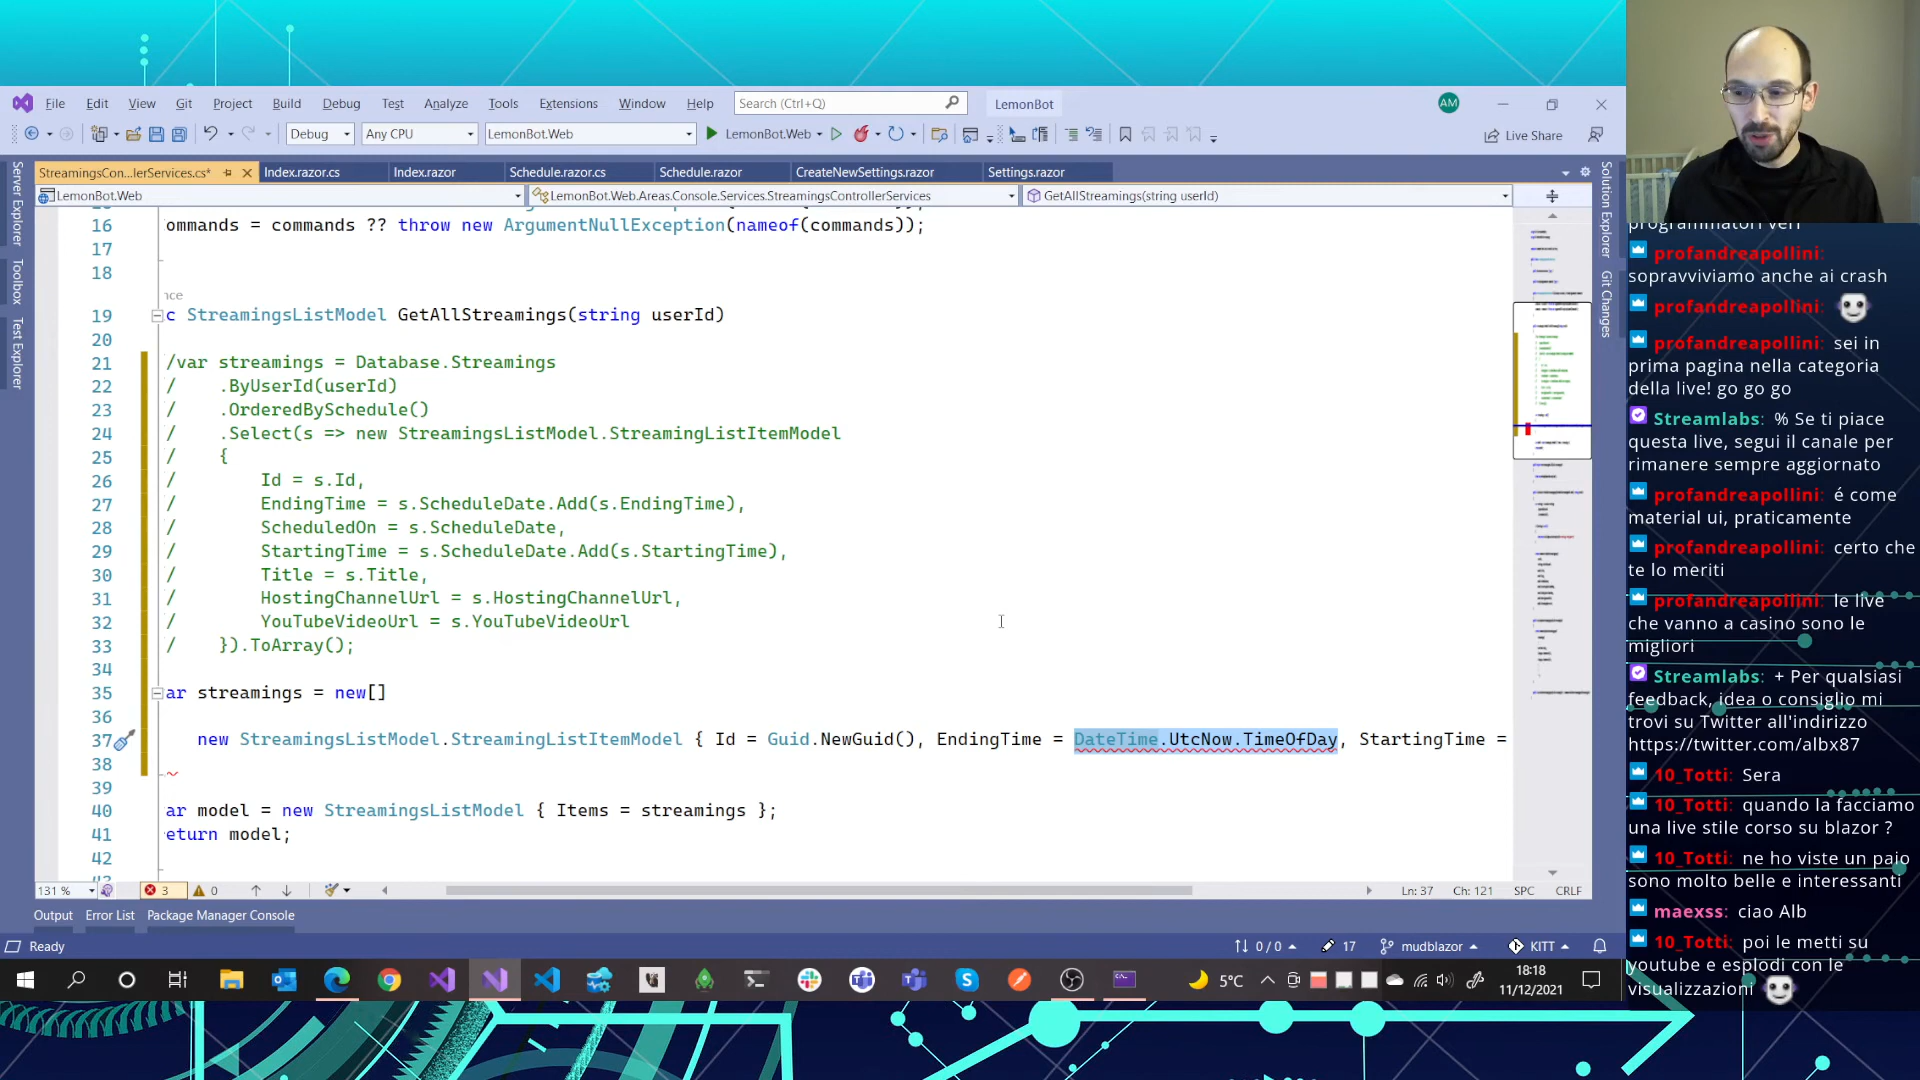 File Edit View Git Project Build Debug Test Analyze Tools Extensions Window Help Search (Ctrl+Q) LemonBot AM
Debug Any CPU LemonBot.Web LemonBot.Web Live Share
StreamingsCon...lerServices.cs* Index.razor.cs Index.razor Schedule.razor.cs Schedule.razor CreateNewSettings.razor Settings.razor
LemonBot.Web LemonBot.Web.Areas.Console.Services.StreamingsControllerServices GetAllStreamings(string userId)
Server Explorer
Toolbox
Test Explorer
Solution Explorer
Git Changes
16 ommands = commands ?? throw new ArgumentNullException(nameof(commands));
17
18
nce
19 c StreamingsListModel GetAllStreamings(string userId)
20
21 /var streamings = Database.Streamings
22 / .ByUserId(userId)
23 / .OrderedBySchedule()
24 / .Select(s => new StreamingsListModel.StreamingListItemModel
25 / {
26 / Id = s.Id,
27 / EndingTime = s.ScheduleDate.Add(s.EndingTime),
28 / ScheduledOn = s.ScheduleDate,
29 / StartingTime = s.ScheduleDate.Add(s.StartingTime),
30 / Title = s.Title,
31 / HostingChannelUrl = s.HostingChannelUrl,
32 / YouTubeVideoUrl = s.YouTubeVideoUrl
33 / }).ToArray();
34
35 ar streamings = new[]
36
37 new StreamingsListModel.StreamingListItemModel { Id = Guid.NewGuid(), EndingTime = DateTime.UtcNow.TimeOfDay, StartingTime =
38
39
40 ar model = new StreamingsListModel { Items = streamings };
41 eturn model;
42
131 % 3 0 Ln: 37 Ch: 121 SPC CRLF
Output Error List Package Manager Console
Ready 0 / 0 17 mudblazor KITT
5°C 18:18
11/12/2021
programmatori veri
profandreapollini:
sopravviviamo anche ai crash
profandreapollini:
profandreapollini: sei in
prima pagina nella categoria
della live! go go go
Streamlabs: % Se ti piace
questa live, segui il canale per
rimanere sempre aggiornato
profandreapollini: é come
material ui, praticamente
profandreapollini: certo che
te lo meriti
profandreapollini: le live
che vanno a casino sono le
migliori
Streamlabs: + Per qualsiasi
feedback, idea o consiglio mi
trovi su Twitter all'indirizzo
https://twitter.com/albx87
10_Totti: Sera
10_Totti: quando la facciamo
una live stile corso su blazor ?
10_Totti: ne ho viste un paio
sono molto belle e interessanti
maexss: ciao Alb
10_Totti: poi le metti su
youtube e esplodi con le
visualizzazioni